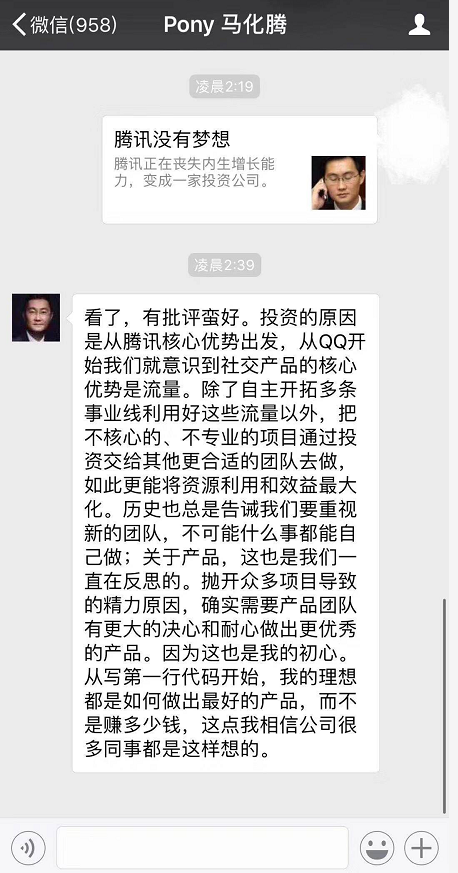 微信(958)
Pony 马化腾
凌晨2:19
腾讯没有梦想
腾讯正在丧失内生增长能
力，变成一家投资公司。
凌晨2:39
看了，有批评蛮好。投资的原因
是从腾讯核心优势出发，从QQ开
始我们就意识到社交产品的核心
优势是流量。除了自主开拓多条
事业线利用好这些流量以外，把
不核心的、不专业的项目通过投
资交给其他更合适的团队去做，
如此更能将资源利用和效益最大
化。历史也总是告诫我们要重视
新的团队，不可能什么事都能自
己做；关于产品，这也是我们一
直在反思的。抛开众多项目导致
的精力原因，确实需要产品团队
有更大的决心和耐心做出更优秀
的产品。因为这也是我的初心。
从写第一行代码开始，我的理想
都是如何做出最好的产品，而不
是赚多少钱，这点我相信公司很
多同事都是这样想的。